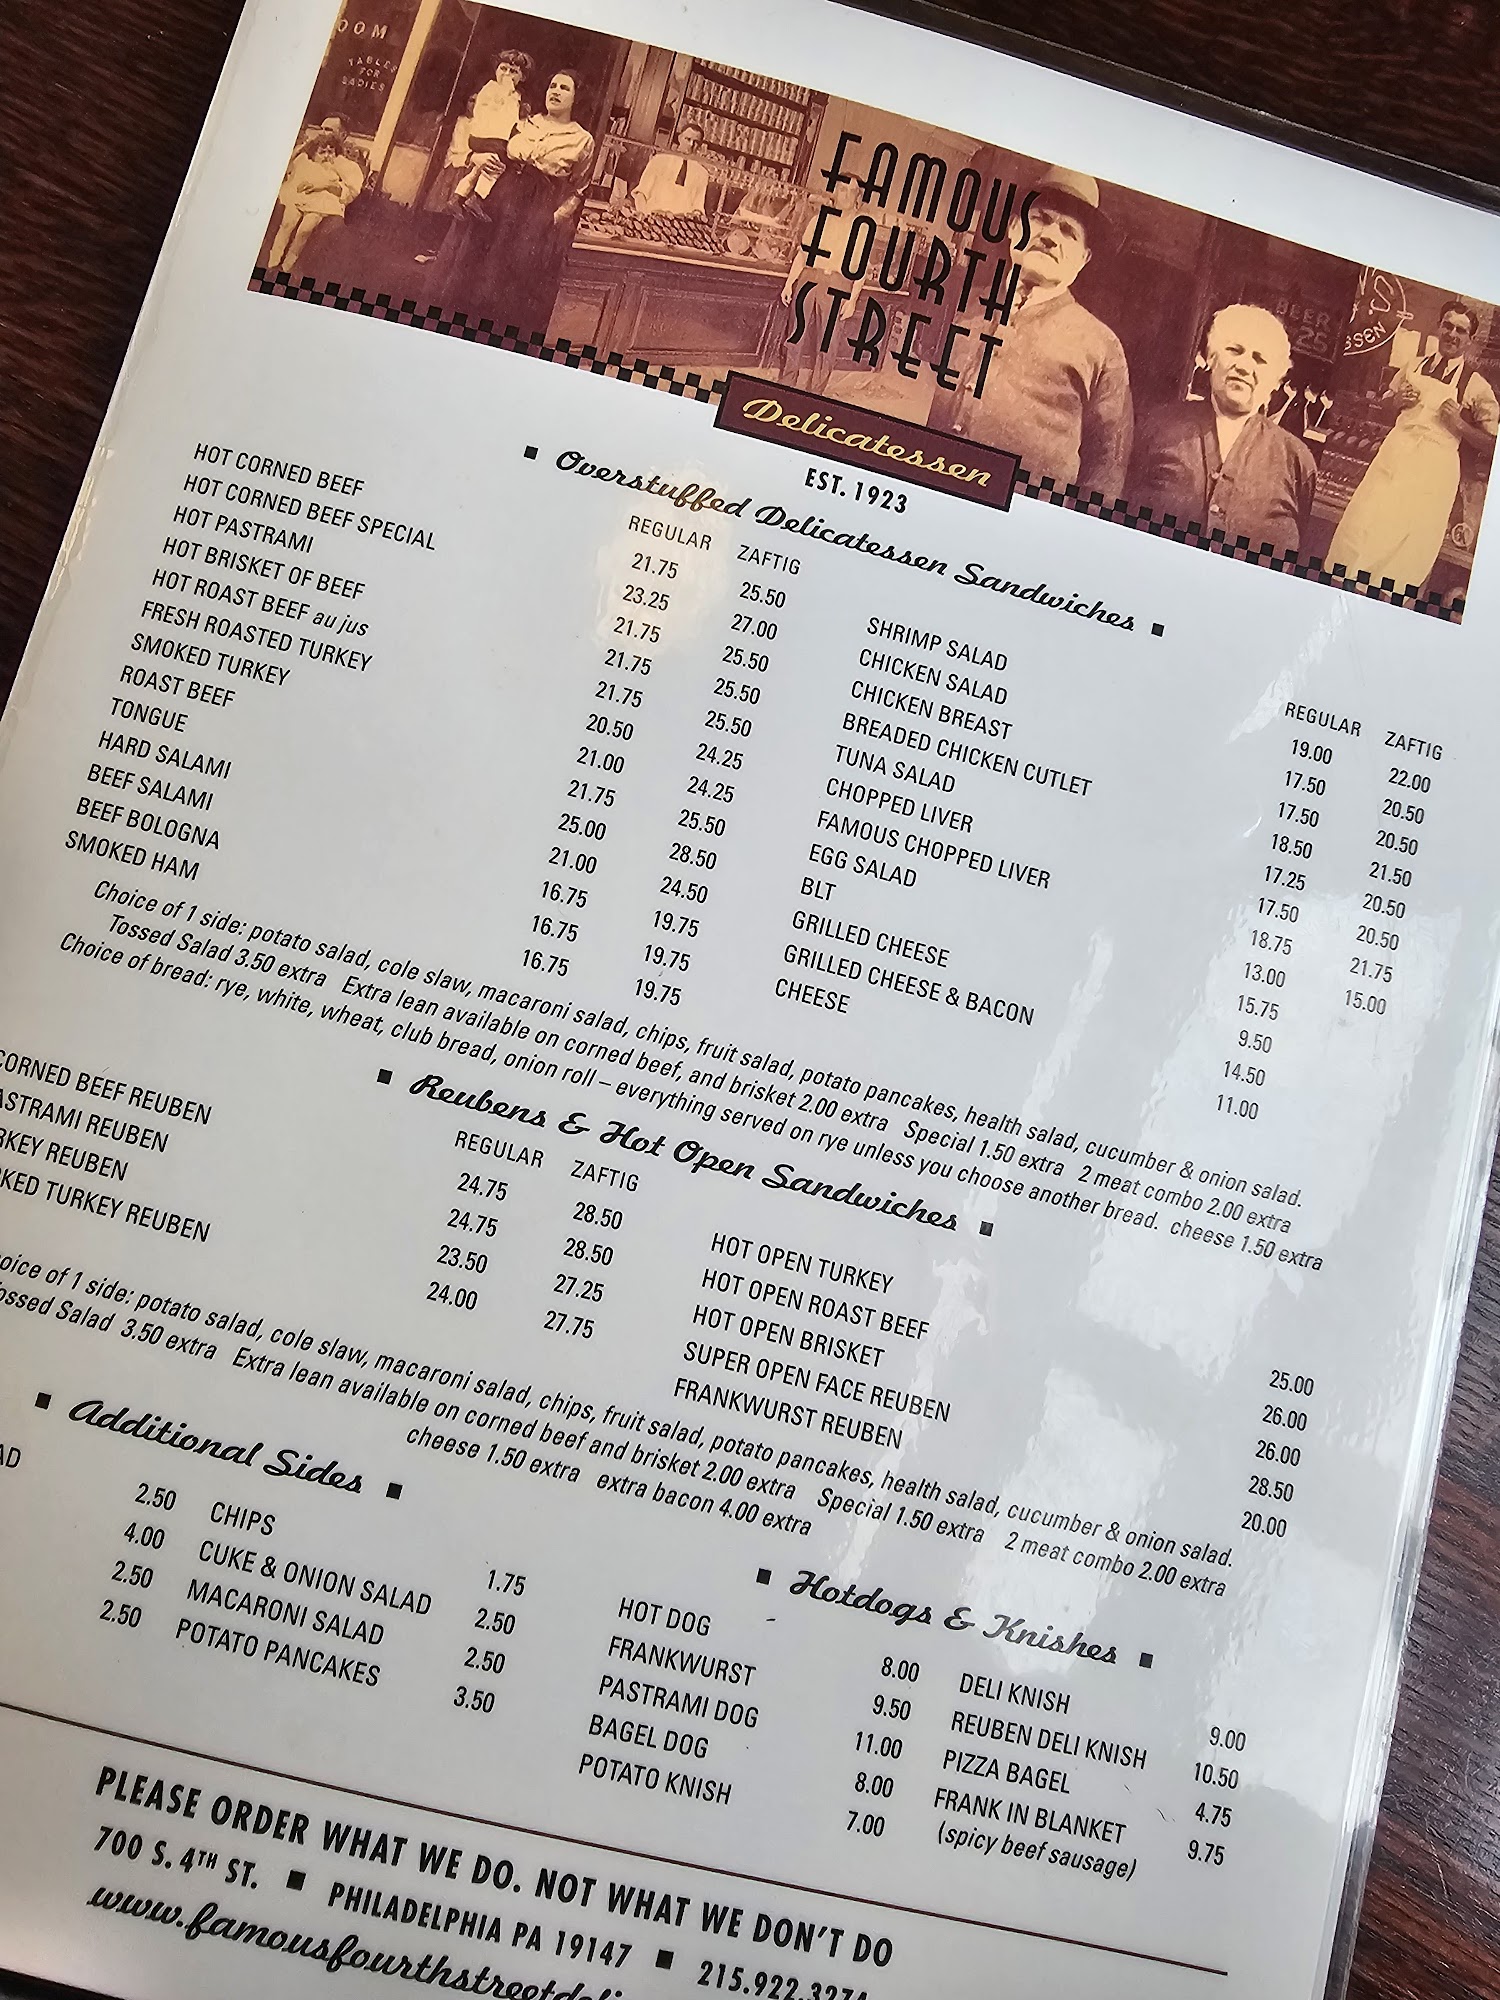 OOM
TABLES
FOR
LADIES
BEER
25
SSEN
FAMOUS
FOURTH
STREET
Delicatessen
EST. 1923
▪ Overstuffed Delicatessen Sandwiches ▪
REGULAR ZAFTIG
HOT CORNED BEEF 21.75 25.50
HOT CORNED BEEF SPECIAL 23.25 27.00
HOT PASTRAMI 21.75 25.50
HOT BRISKET OF BEEF 21.75 25.50
HOT ROAST BEEF au jus 21.75 25.50
FRESH ROASTED TURKEY 20.50 24.25
SMOKED TURKEY 21.00 24.25
ROAST BEEF 21.75 25.50
TONGUE 25.00 28.50
HARD SALAMI 21.00 24.50
BEEF SALAMI 16.75 19.75
BEEF BOLOGNA 16.75 19.75
SMOKED HAM 16.75 19.75
REGULAR ZAFTIG
SHRIMP SALAD 19.00 22.00
CHICKEN SALAD 17.50 20.50
CHICKEN BREAST 17.50 20.50
BREADED CHICKEN CUTLET 18.50 21.50
TUNA SALAD 17.25 20.50
CHOPPED LIVER 17.50 20.50
FAMOUS CHOPPED LIVER 18.75 21.75
EGG SALAD 13.00 15.00
BLT 15.75
GRILLED CHEESE 9.50
GRILLED CHEESE & BACON 14.50
CHEESE 11.00
Choice of 1 side: potato salad, cole slaw, macaroni salad, chips, fruit salad, potato pancakes, health salad, cucumber & onion salad.
Tossed Salad 3.50 extra Extra lean available on corned beef, and brisket 2.00 extra Special 1.50 extra 2 meat combo 2.00 extra
Choice of bread: rye, white, wheat, club bread, onion roll – everything served on rye unless you choose another bread. cheese 1.50 extra
▪ Reubens & Hot Open Sandwiches ▪
REGULAR ZAFTIG
CORNED BEEF REUBEN 24.75 28.50
ASTRAMI REUBEN 24.75 28.50
RKEY REUBEN 23.50 27.25
KED TURKEY REUBEN 24.00 27.75
HOT OPEN TURKEY 25.00
HOT OPEN ROAST BEEF 26.00
HOT OPEN BRISKET 26.00
SUPER OPEN FACE REUBEN 28.50
FRANKWURST REUBEN 20.00
oice of 1 side: potato salad, cole slaw, macaroni salad, chips, fruit salad, potato pancakes, health salad, cucumber & onion salad.
ossed Salad 3.50 extra Extra lean available on corned beef and brisket 2.00 extra Special 1.50 extra 2 meat combo 2.00 extra
cheese 1.50 extra extra bacon 4.00 extra
▪ Additional Sides ▪
AD 2.50
4.00
2.50
2.50
CHIPS 1.75
CUKE & ONION SALAD 2.50
MACARONI SALAD 2.50
POTATO PANCAKES 3.50
▪ Hotdogs & Knishes ▪
HOT DOG 8.00
FRANKWURST 9.50
PASTRAMI DOG 11.00
BAGEL DOG 8.00
POTATO KNISH 7.00
DELI KNISH 9.00
REUBEN DELI KNISH 10.50
PIZZA BAGEL 4.75
FRANK IN BLANKET 9.75
(spicy beef sausage)
PLEASE ORDER WHAT WE DO. NOT WHAT WE DON'T DO
700 S. 4TH ST. ▪ PHILADELPHIA PA 19147 ▪ 215.922.3274
www.famousfourthstreetdeli